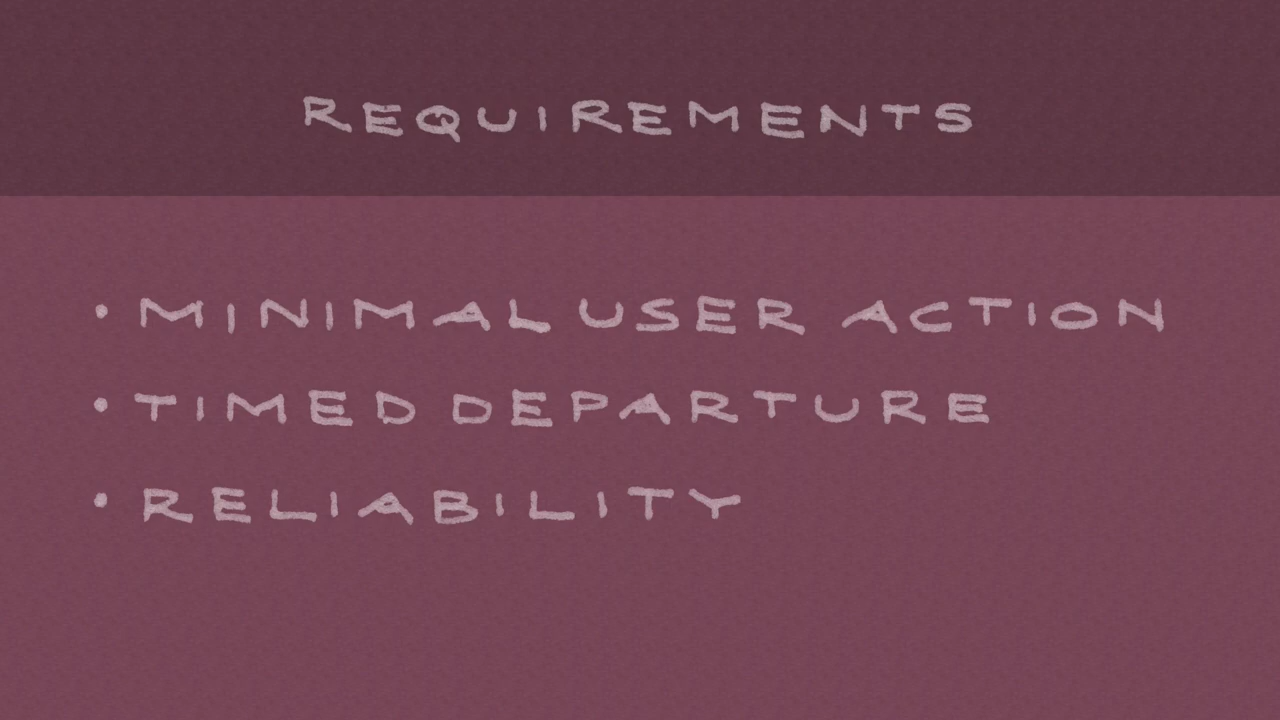 REQUIREMENTS
• MINIMAL USER ACTION
• TIMED DEPARTURE
• RELIABILITY